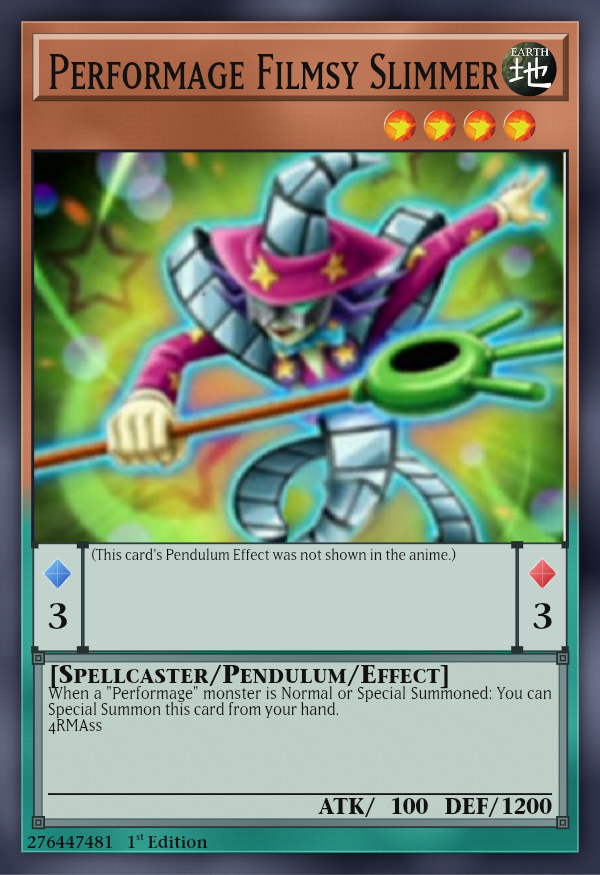 Performage Filmsy Slimmer
EARTH
地
(This card's Pendulum Effect was not shown in the anime.)
3
3
[Spellcaster/Pendulum/Effect]
When a "Performage" monster is Normal or Special Summoned: You can
Special Summon this card from your hand.
4RMAss
ATK/ 100 DEF/1200
276447481 1st Edition